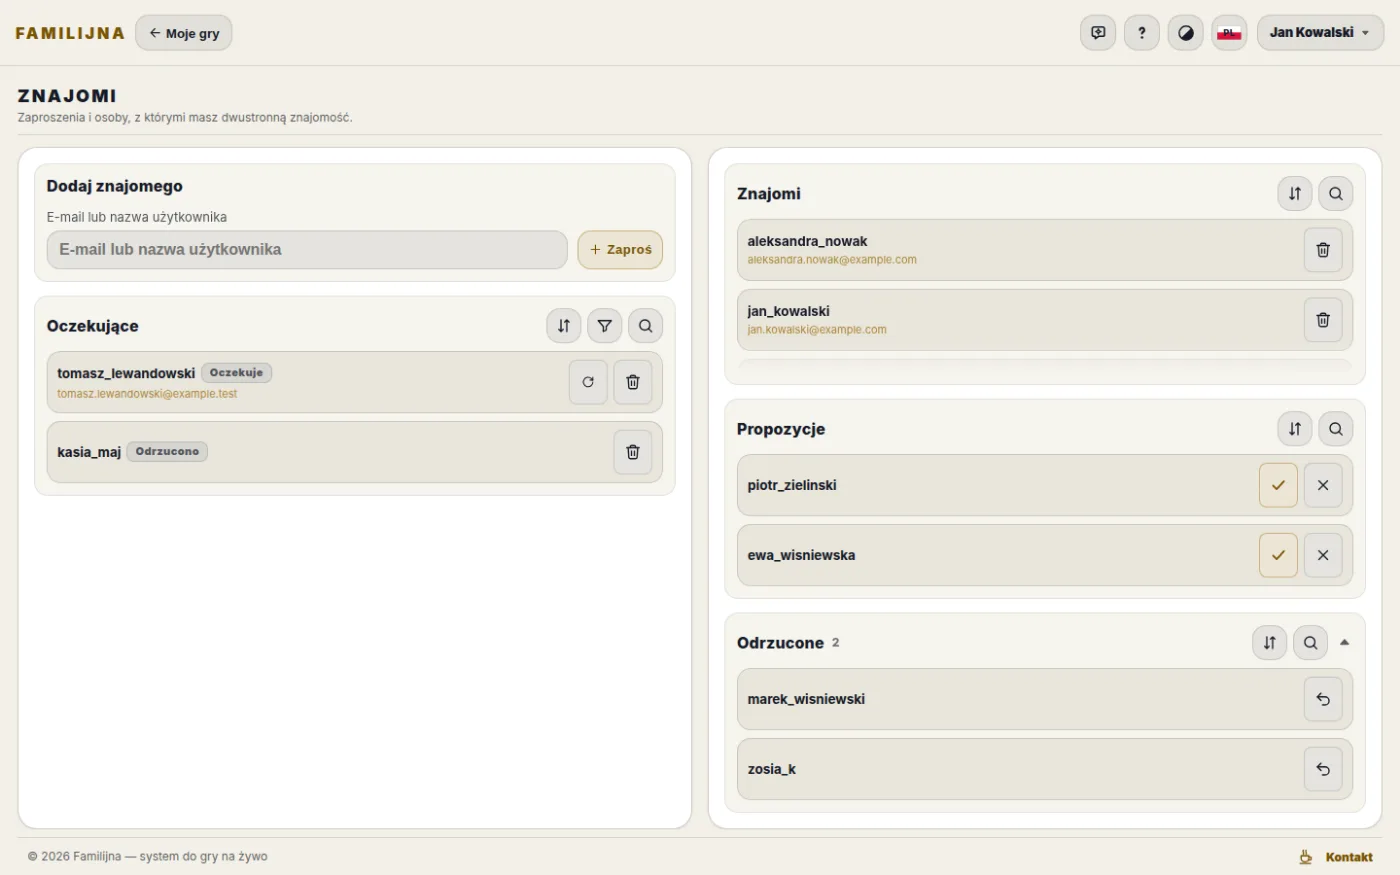 FAMILIJNA
← Moje gry
?
PL
Jan Kowalski
ZNAJOMI
Zaproszenia i osoby, z którymi masz dwustronną znajomość.
Dodaj znajomego
E-mail lub nazwa użytkownika
E-mail lub nazwa użytkownika
+ Zaproś
Oczekujące
tomasz_lewandowski Oczekuje
tomasz.lewandowski@example.test
kasia_maj Odrzucono
Znajomi
aleksandra_nowak
aleksandra.nowak@example.com
jan_kowalski
jan.kowalski@example.com
Propozycje
piotr_zielinski
ewa_wisniewska
Odrzucone 2
marek_wisniewski
zosia_k
© 2026 Familijna — system do gry na żywo
Kontakt